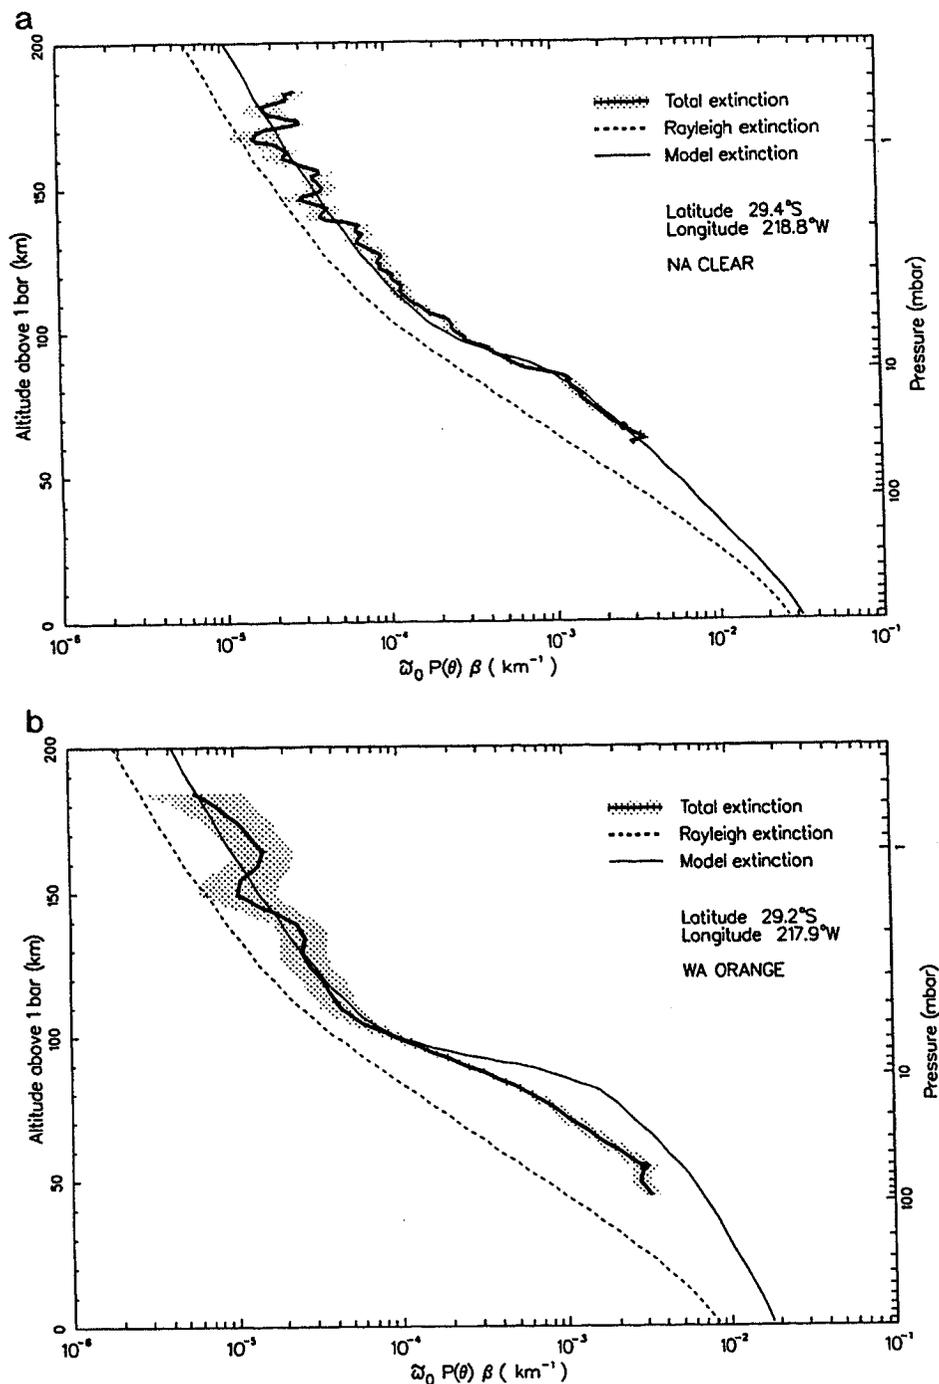 a
200
150
100
50
0
Altitude above 1 bar (km)
Total extinction
Rayleigh extinction
Model extinction
Latitude 29.4°S
Longitude 218.8°W
NA CLEAR
1
10
100
Pressure (mbar)
10⁻⁶ 10⁻⁵ 10⁻⁴ 10⁻³ 10⁻² 10⁻¹
ω̃₀ P(θ) β ( km⁻¹ )
b
200
150
100
50
0
Altitude above 1 bar (km)
Total extinction
Rayleigh extinction
Model extinction
Latitude 29.2°S
Longitude 217.9°W
WA ORANGE
1
10
100
Pressure (mbar)
10⁻⁶ 10⁻⁵ 10⁻⁴ 10⁻³ 10⁻² 10⁻¹
ω̃₀ P(θ) β ( km⁻¹ )